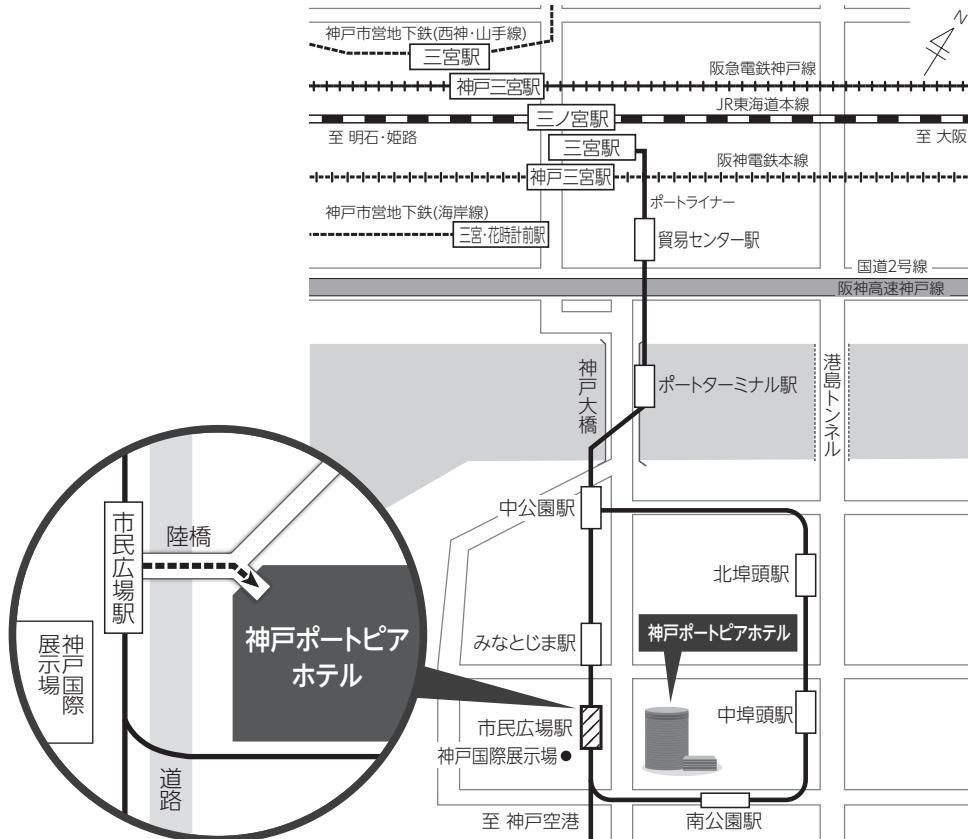 N
神戸市営地下鉄(西神・山手線)
三宮駅
阪急電鉄神戸線
神戸三宮駅
JR東海道本線
三ノ宮駅
至 明石・姫路
至 大阪
三宮駅
阪神電鉄本線
神戸三宮駅
ポートライナー
神戸市営地下鉄(海岸線)
三宮・花時計前駅
貿易センター駅
国道2号線
阪神高速神戸線
神戸大橋
ポートターミナル駅
港島トンネル
中公園駅
北埠頭駅
みなとじま駅
神戸ポートピアホテル
市民広場駅
中埠頭駅
神戸国際展示場
南公園駅
至 神戸空港
陸橋
市民広場駅
神戸ポートピア
ホテル
神戸国際
展示場
道路